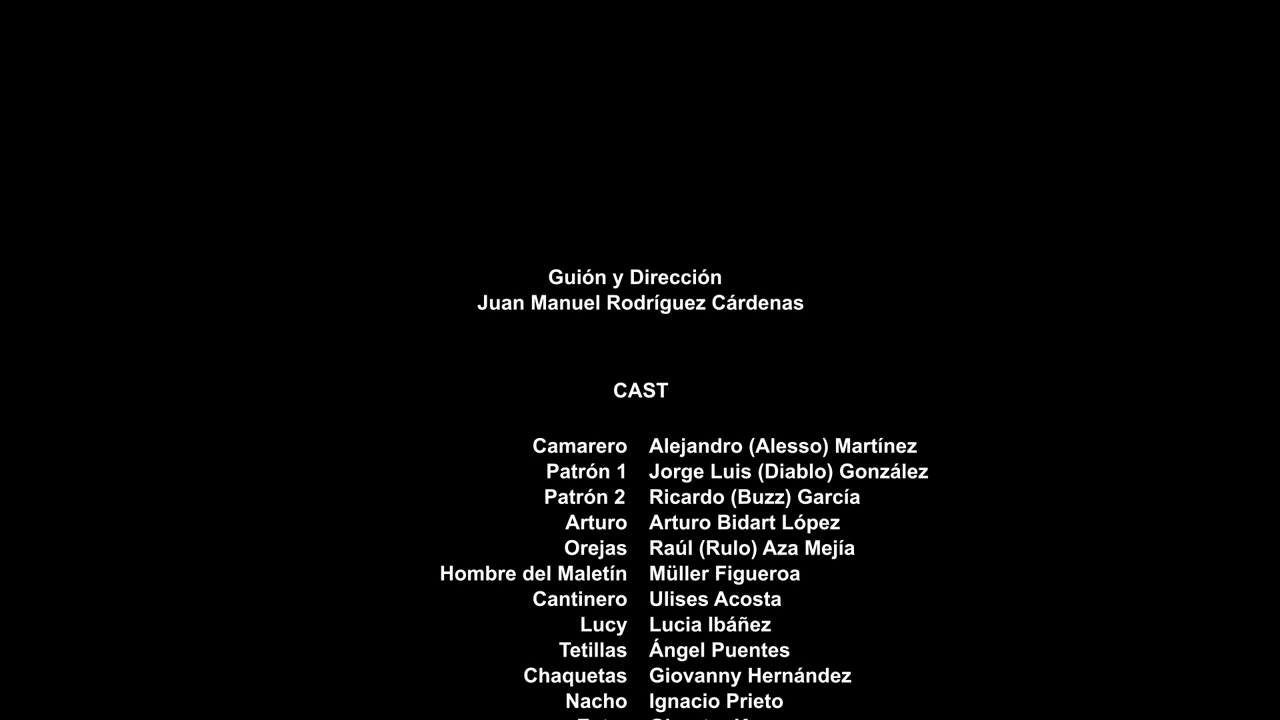 Guión y Dirección
Juan Manuel Rodríguez Cárdenas
CAST
Camarero Alejandro (Alesso) Martínez
Patrón 1 Jorge Luis (Diablo) González
Patrón 2 Ricardo (Buzz) García
Arturo Arturo Bidart López
Orejas Raúl (Rulo) Aza Mejía
Hombre del Maletín Müller Figueroa
Cantinero Ulises Acosta
Lucy Lucia Ibáñez
Tetillas Ángel Puentes
Chaquetas Giovanny Hernández
Nacho Ignacio Prieto